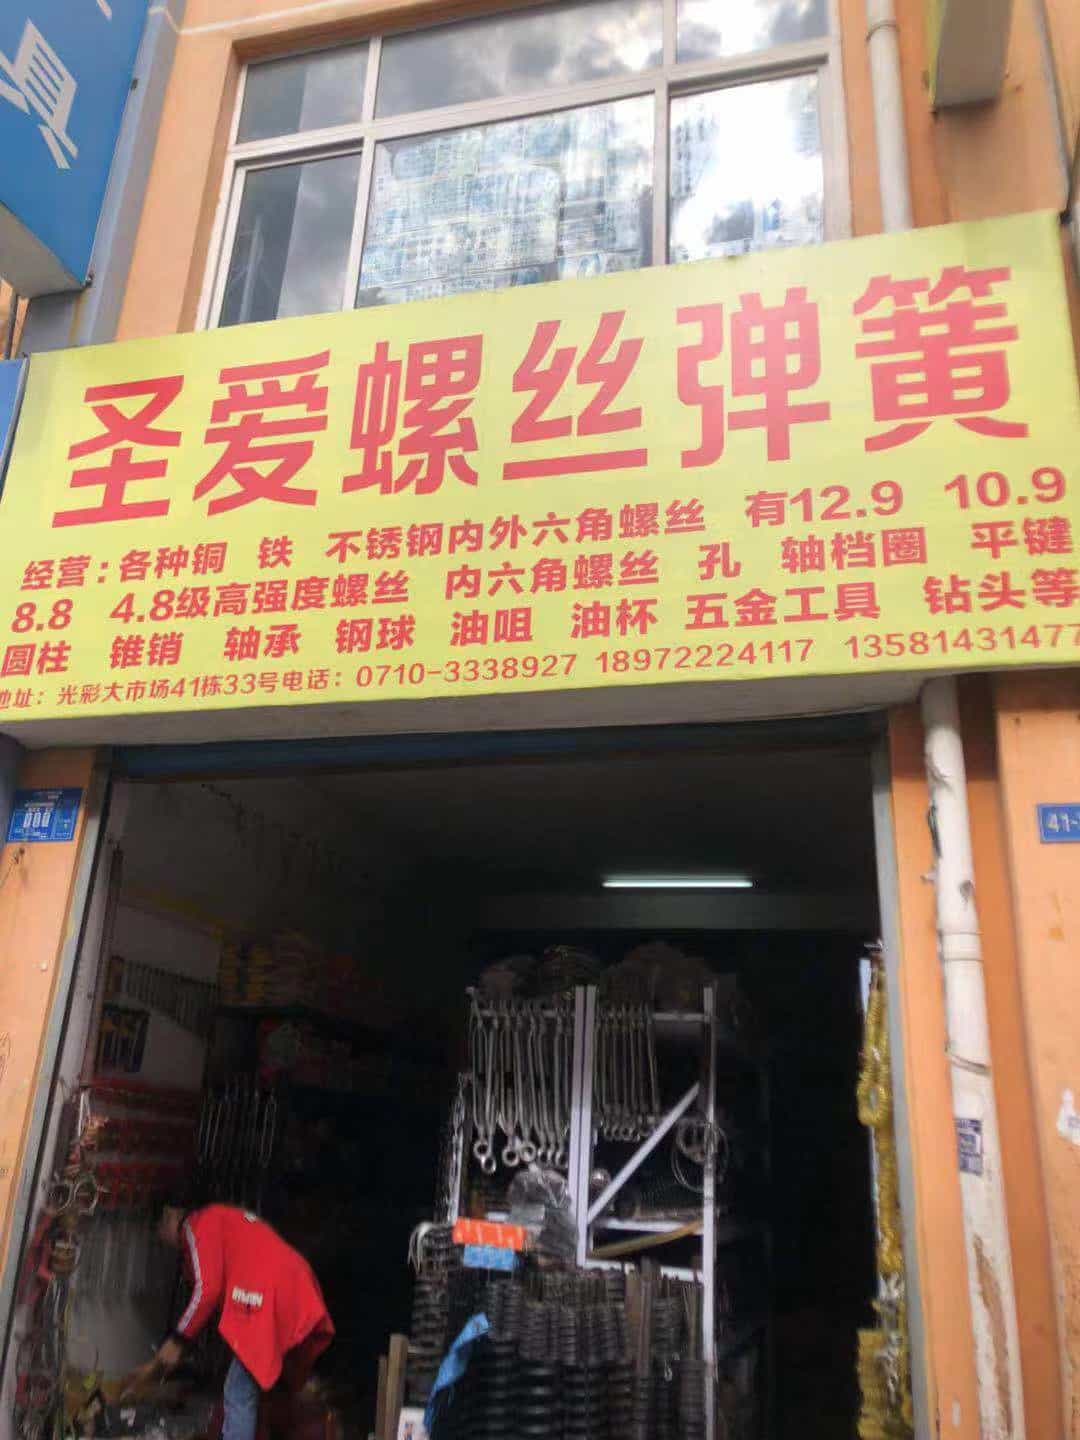 具
圣爱螺丝弹簧
经营：各种铜 铁 不锈钢内外六角螺丝 有12.9 10.9
8.8 4.8级高强度螺丝 内六角螺丝 孔 轴档圈 平键
圆柱 锥销 轴承 钢球 油咀 油杯 五金工具 钻头等
地址：光彩大市场41栋33号电话：0710-3338927 18972224117 13581431477
41-